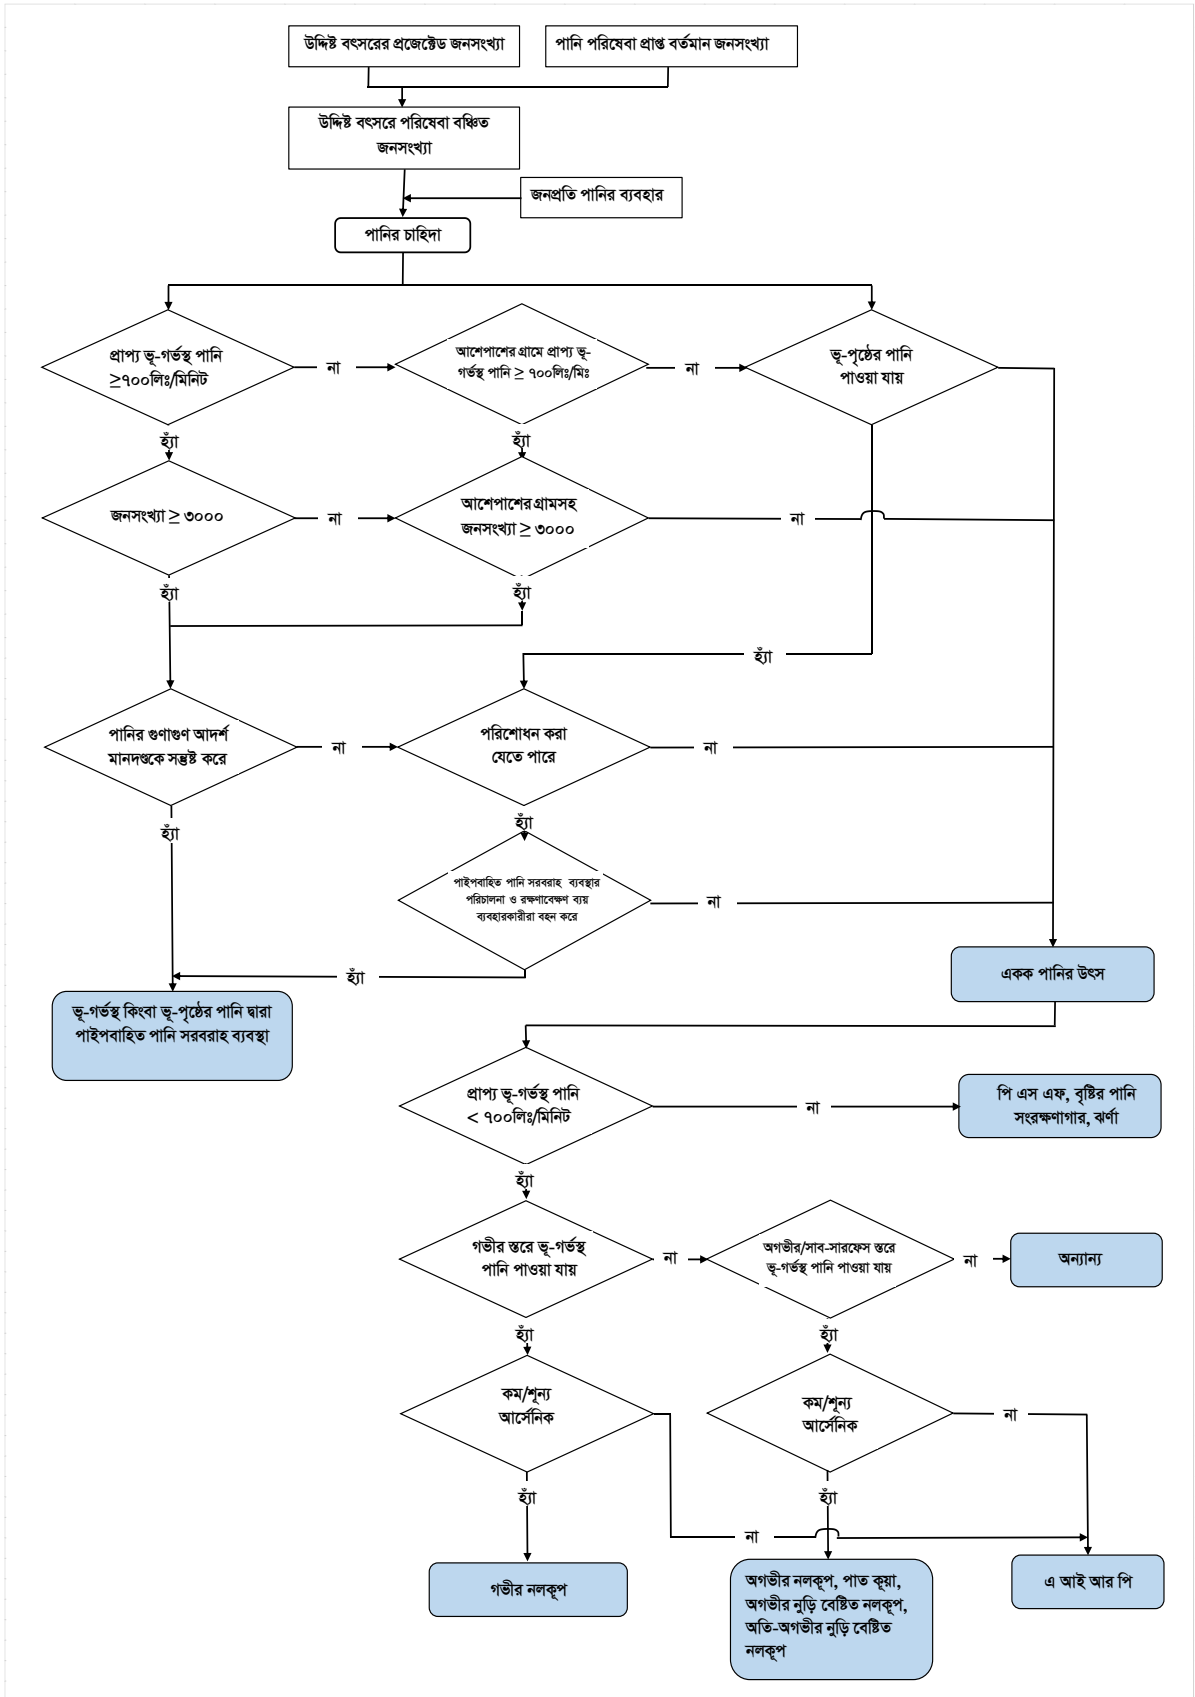 উদ্দিষ্ট বৎসরের প্রজেক্টেড জনসংখ্যা
পানি পরিষেবা প্রাপ্ত বর্তমান জনসংখ্যা
উদ্দিষ্ট বৎসরে পরিষেবা বঞ্চিত
জনসংখ্যা
জনপ্রতি পানির ব্যবহার
পানির চাহিদা
প্রাপ্য ভূ-গর্ভস্থ পানি
≥৭০০লিঃ/মিনিট
না
আশেপাশের গ্রামে প্রাপ্য ভূ-
গর্ভস্থ পানি ≥ ৭০০লিঃ/মিঃ
না
ভূ-পৃষ্ঠের পানি
পাওয়া যায়
হ্যাঁ
হ্যাঁ
জনসংখ্যা ≥ ৩০০০
না
আশেপাশের গ্রামসহ
জনসংখ্যা ≥ ৩০০০
না
হ্যাঁ
হ্যাঁ
হ্যাঁ
পানির গুণাগুণ আদর্শ
মানদণ্ডকে সন্তুষ্ট করে
না
পরিশোধন করা
যেতে পারে
না
হ্যাঁ
হ্যাঁ
পাইপবাহিত পানি সরবরাহ ব্যবস্থার
পরিচালনা ও রক্ষণাবেক্ষণ ব্যয়
ব্যবহারকারীরা বহন করে
না
হ্যাঁ
একক পানির উৎস
ভূ-গর্ভস্থ কিংবা ভূ-পৃষ্ঠের পানি দ্বারা
পাইপবাহিত পানি সরবরাহ ব্যবস্থা
প্রাপ্য ভূ-গর্ভস্থ পানি
< ৭০০লিঃ/মিনিট
না
পি এস এফ, বৃষ্টির পানি
সংরক্ষণাগার, ঝর্ণা
হ্যাঁ
গভীর স্তরে ভূ-গর্ভস্থ
পানি পাওয়া যায়
না
অগভীর/সাব-সারফেস স্তরে
ভূ-গর্ভস্থ পানি পাওয়া যায়
না
অন্যান্য
হ্যাঁ
হ্যাঁ
কম/শূন্য
আর্সেনিক
কম/শূন্য
আর্সেনিক
না
হ্যাঁ
হ্যাঁ
না
গভীর নলকূপ
অগভীর নলকূপ, পাত কূয়া,
অগভীর নুড়ি বেষ্টিত নলকূপ,
অতি-অগভীর নুড়ি বেষ্টিত
নলকূপ
এ আই আর পি